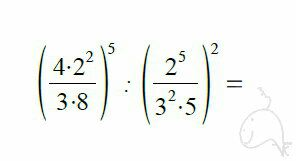 (4·2²/3·8)⁵ : (2⁵/3²·5)² =